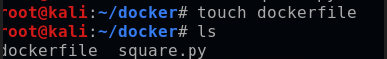 root@kali:~/docker# touch dockerfile
root@kali:~/docker# ls
dockerfile  square.py